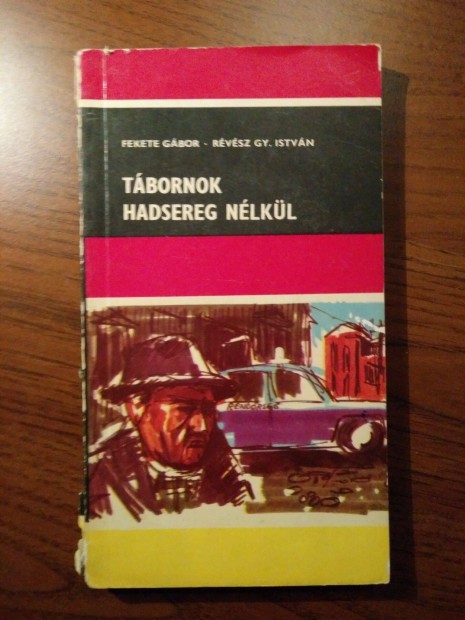 FEKETE GÁBOR - RÉVÉSZ GY. ISTVÁN
TÁBORNOK
HADSEREG NÉLKÜL
RENDŐRSÉG